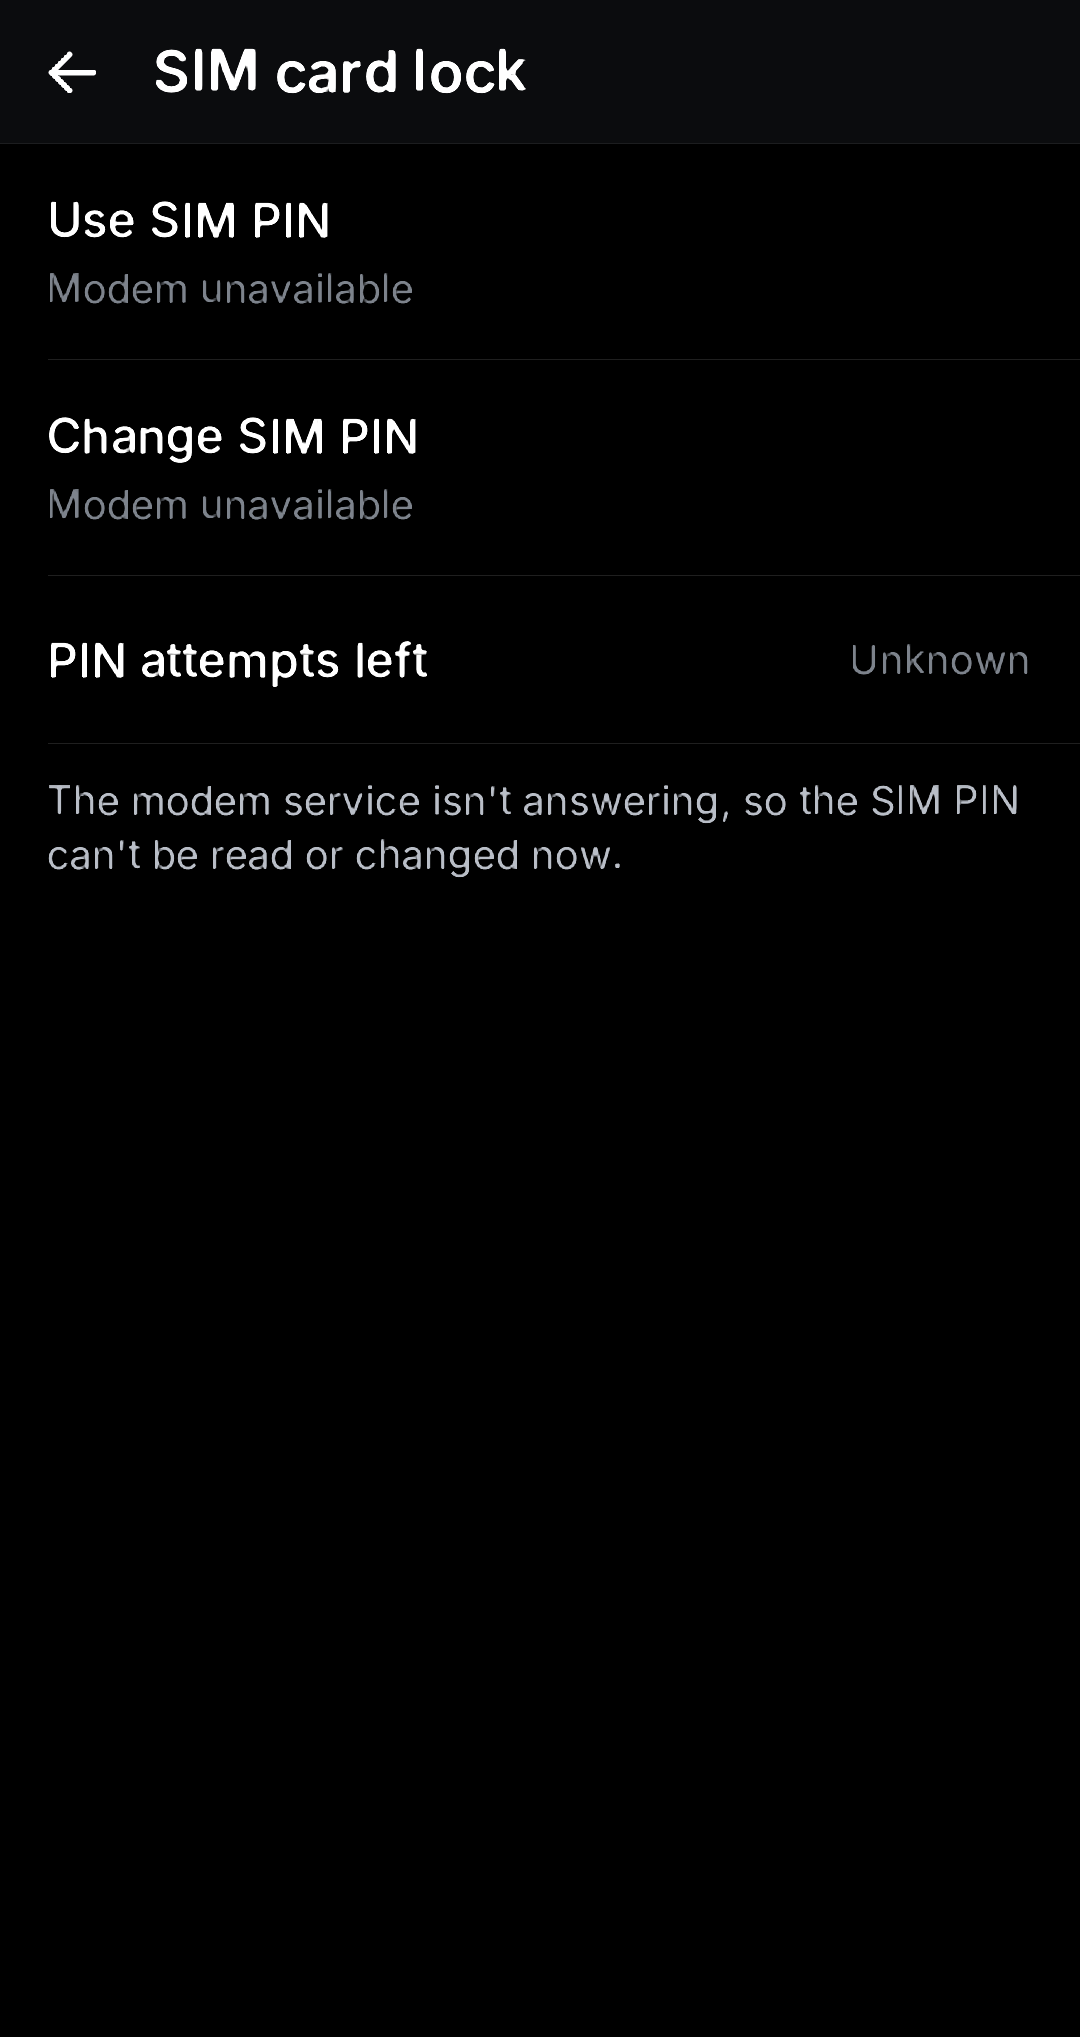 SIM card lock
Use SIM PIN
Modem unavailable
Change SIM PIN
Modem unavailable
PIN attempts left Unknown
The modem service isn't answering, so the SIM PIN
can't be read or changed now.